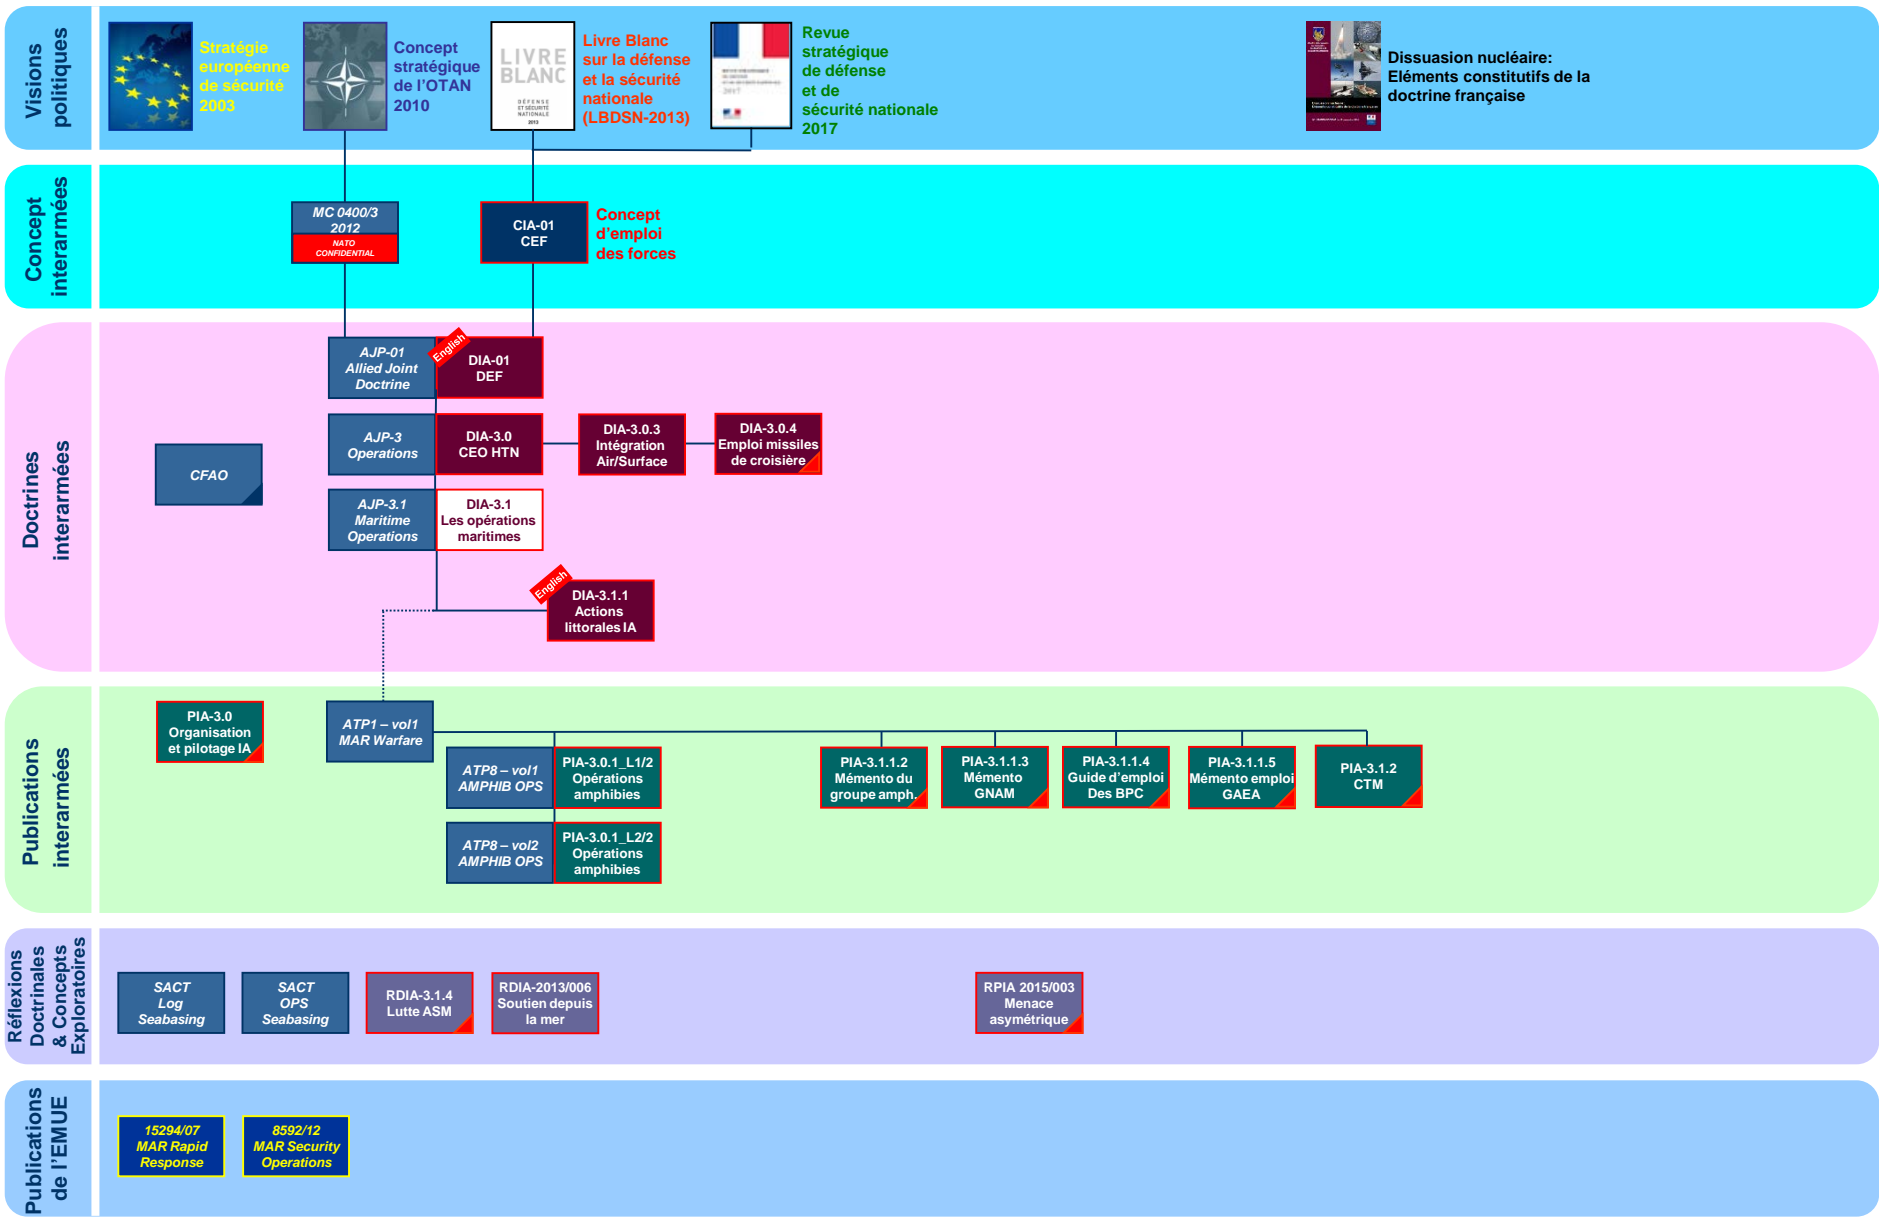 Visions
politiques
Stratégie
européenne
de sécurité
2003
Concept
stratégique
de l'OTAN
2010
LIVRE
BLANC
DÉFENSE
ET SÉCURITÉ
NATIONALE
2013
Livre Blanc
sur la défense
et la sécurité
nationale
(LBDSN-2013)
2017
Revue
stratégique
de défense
et de
sécurité nationale
2017
Dissuasion nucléaire:
Eléments constitutifs de la
doctrine française
Concept
interarmées
MC 0400/3
2012
NATO
CONFIDENTIAL
CIA-01
CEF
Concept
d'emploi
des forces
Doctrines
interarmées
CFAO
AJP-01
Allied Joint
Doctrine
English
DIA-01
DEF
AJP-3
Operations
DIA-3.0
CEO HTN
DIA-3.0.3
Intégration
Air/Surface
DIA-3.0.4
Emploi missiles
de croisière
AJP-3.1
Maritime
Operations
DIA-3.1
Les opérations
maritimes
English
DIA-3.1.1
Actions
littorales IA
Publications
interarmées
PIA-3.0
Organisation
et pilotage IA
ATP1 – vol1
MAR Warfare
ATP8 – vol1
AMPHIB OPS
PIA-3.0.1_L1/2
Opérations
amphibies
PIA-3.1.1.2
Mémento du
groupe amph.
PIA-3.1.1.3
Mémento
GNAM
PIA-3.1.1.4
Guide d'emploi
Des BPC
PIA-3.1.1.5
Mémento emploi
GAEA
PIA-3.1.2
CTM
ATP8 – vol2
AMPHIB OPS
PIA-3.0.1_L2/2
Opérations
amphibies
Réflexions
Doctrinales
& Concepts
Exploratoires
SACT
Log
Seabasing
SACT
OPS
Seabasing
RDIA-3.1.4
Lutte ASM
RDIA-2013/006
Soutien depuis
la mer
RPIA 2015/003
Menace
asymétrique
Publications
de l'EMUE
15294/07
MAR Rapid
Response
8592/12
MAR Security
Operations